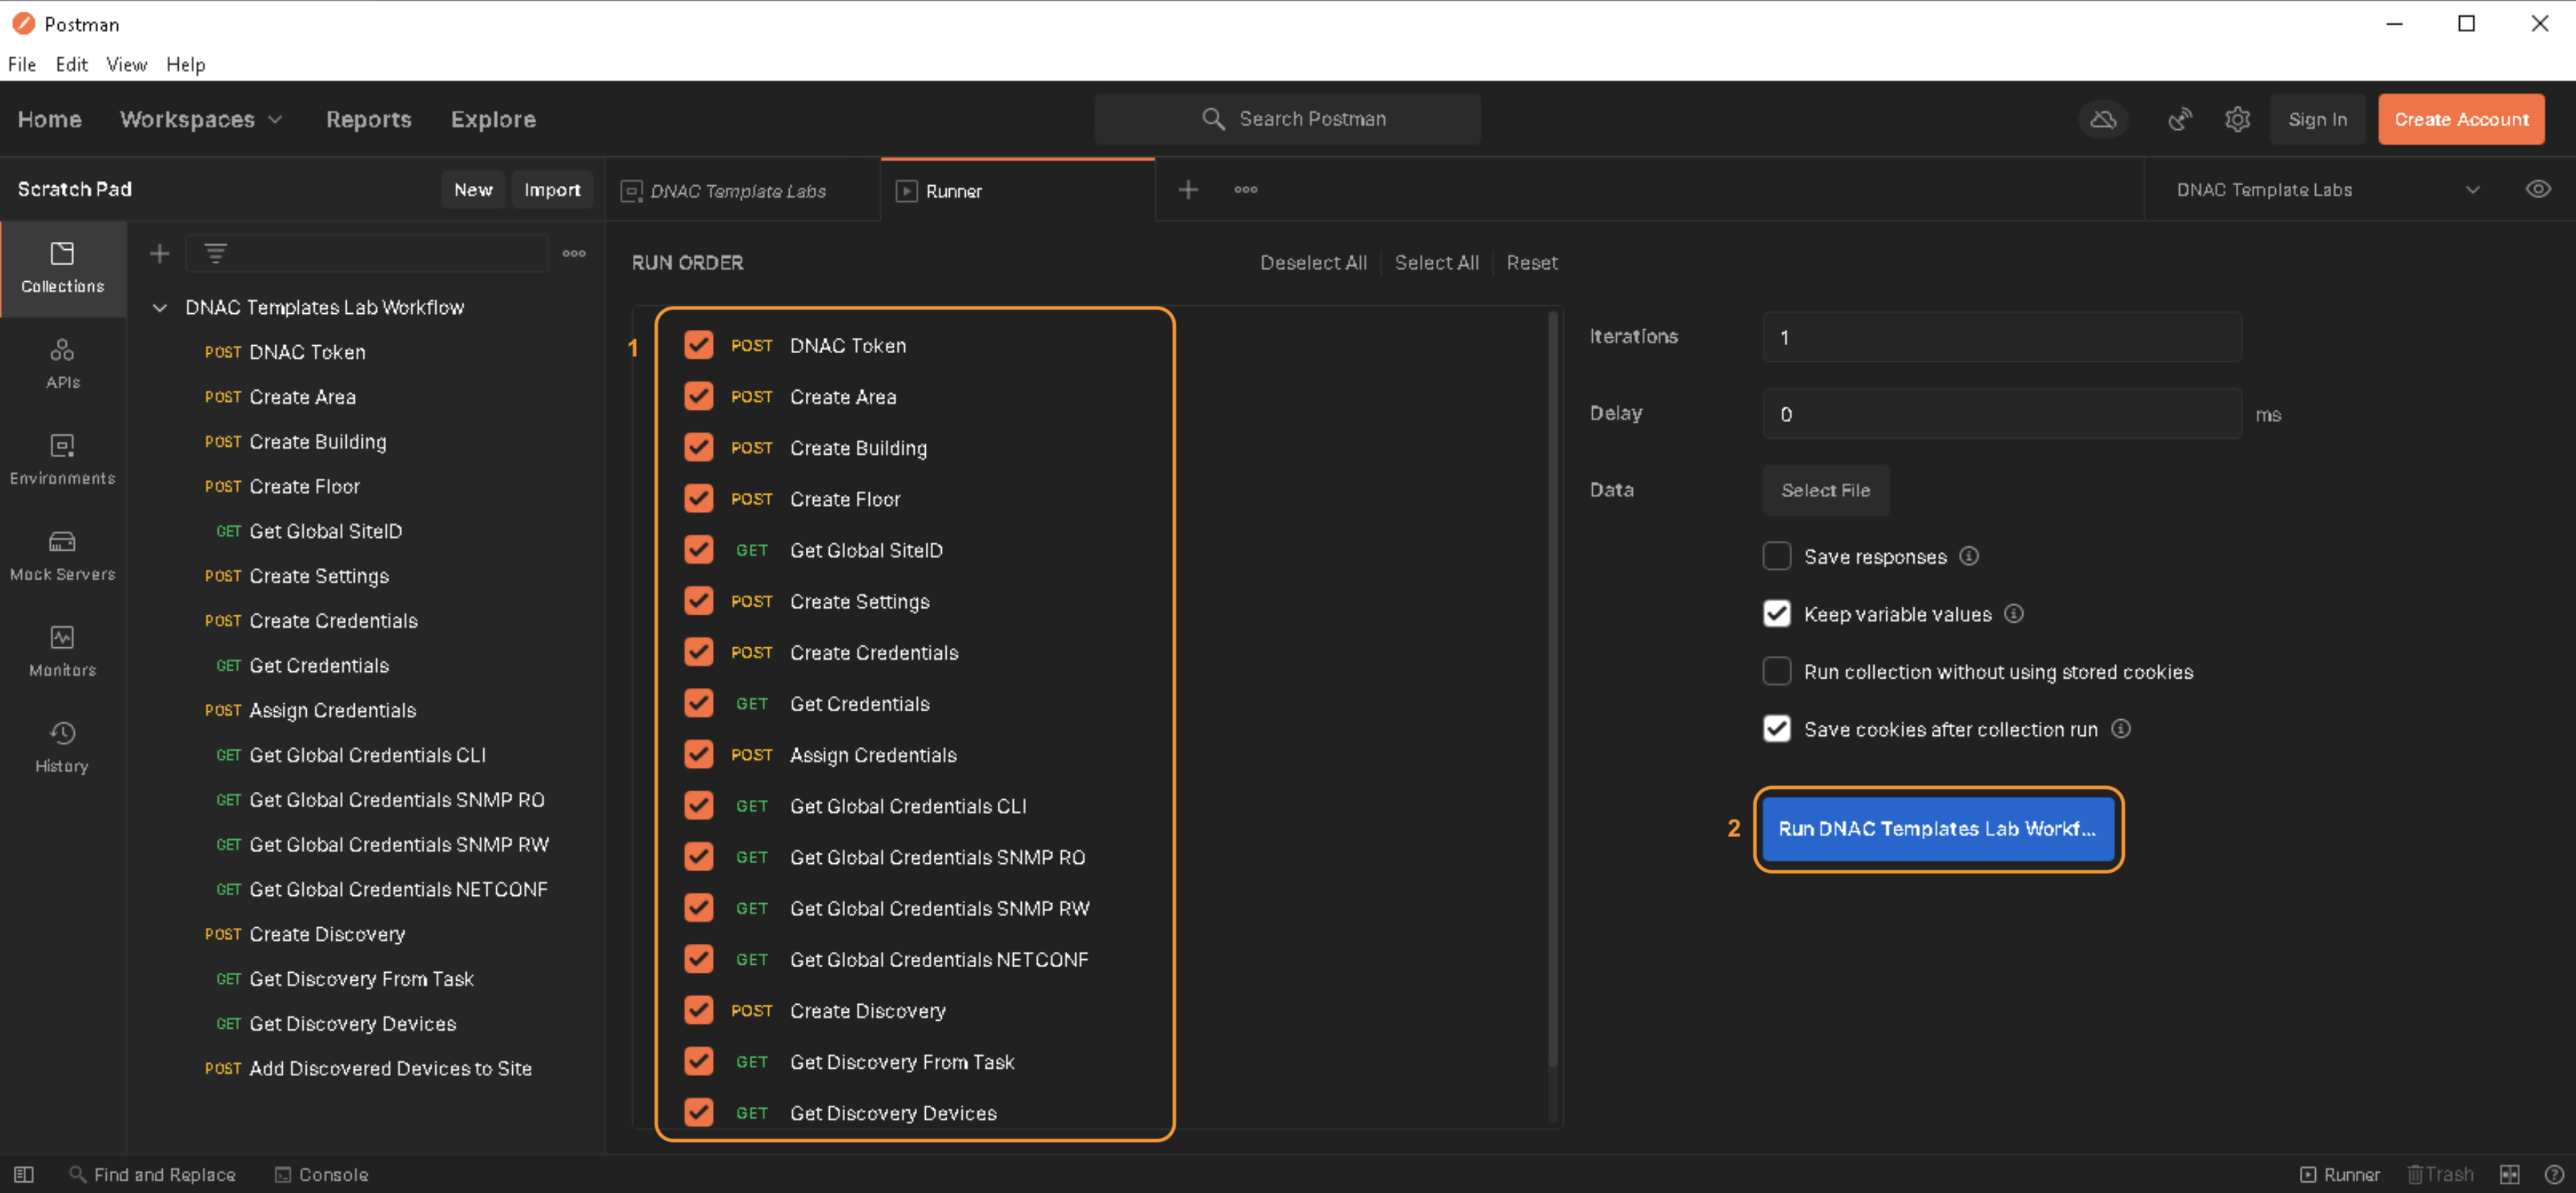 Postman
File Edit View Help
Home Workspaces Reports Explore Search Postman Sign In Create Account
Scratch Pad New Import DNAC Template Labs Runner DNAC Template Labs
Collections
APIs
Environments
Mock Servers
Monitors
History
DNAC Templates Lab Workflow
POST DNAC Token
POST Create Area
POST Create Building
POST Create Floor
GET Get Global SiteID
POST Create Settings
POST Create Credentials
GET Get Credentials
POST Assign Credentials
GET Get Global Credentials CLI
GET Get Global Credentials SNMP RO
GET Get Global Credentials SNMP RW
GET Get Global Credentials NETCONF
POST Create Discovery
GET Get Discovery From Task
GET Get Discovery Devices
POST Add Discovered Devices to Site
RUN ORDER Deselect All Select All Reset
1
POST DNAC Token
POST Create Area
POST Create Building
POST Create Floor
GET Get Global SiteID
POST Create Settings
POST Create Credentials
GET Get Credentials
POST Assign Credentials
GET Get Global Credentials CLI
GET Get Global Credentials SNMP RO
GET Get Global Credentials SNMP RW
GET Get Global Credentials NETCONF
POST Create Discovery
GET Get Discovery From Task
GET Get Discovery Devices
Iterations 1
Delay 0 ms
Data Select File
Save responses
Keep variable values
Run collection without using stored cookies
Save cookies after collection run
2 Run DNAC Templates Lab Workf...
Find and Replace Console Runner Trash